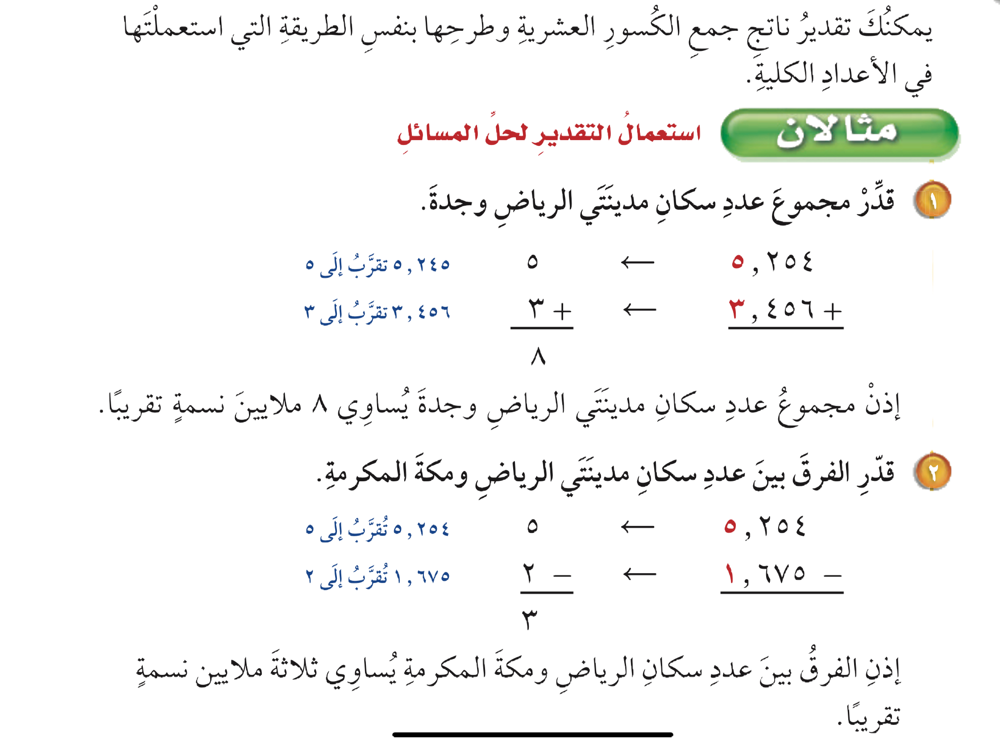 يمكنُكَ تقديرُ ناتجِ جمعِ الكُسورِ العشريةِ وطرحِها بنفسِ الطريقةِ التي استعملْتَها
في الأعدادِ الكليةِ.
مثالان استعمالُ التقديرِ لحلِّ المسائلِ
١ قدِّرْ مجموعَ عددِ سكانِ مدينَتَي الرياضِ وجدةَ.
٥,٢٥٤ ← ٥ ٥,٢٤٥ تقرَّبُ إلَى ٥
+ ٣,٤٥٦ ← + ٣ ٣,٤٥٦ تقرَّبُ إلَى ٣
٨
إذنْ مجموعُ عددِ سكانِ مدينَتَي الرياضِ وجدةَ يُساوِي ٨ ملايينَ نسمةٍ تقريبًا.
٢ قدّرِ الفرقَ بينَ عددِ سكانِ مدينَتَي الرياضِ ومكةَ المكرمةِ.
٥,٢٥٤ ← ٥ ٥,٢٥٤ تُقرَّبُ إلَى ٥
− ١,٦٧٥ ← − ٢ ١,٦٧٥ تُقرَّبُ إلَى ٢
٣
إذنِ الفرقُ بينَ عددِ سكانِ الرياضِ ومكةَ المكرمةِ يُساوِي ثلاثةَ ملايين نسمةٍ
تقريبًا.